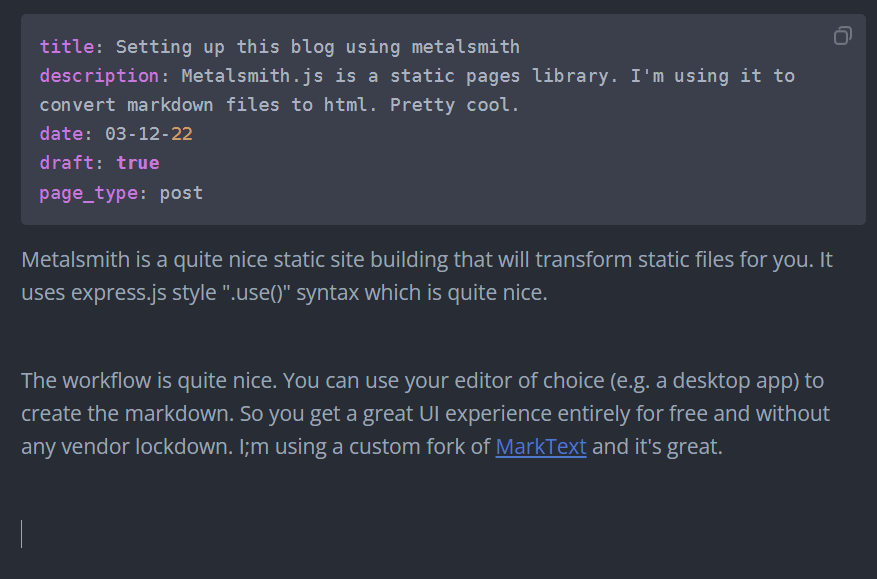 title: Setting up this blog using metalsmith
description: Metalsmith.js is a static pages library. I'm using it to
convert markdown files to html. Pretty cool.
date: 03-12-22
draft: true
page_type: post
Metalsmith is a quite nice static site building that will transform static files for you. It
uses express.js style ".use()" syntax which is quite nice.
The workflow is quite nice. You can use your editor of choice (e.g. a desktop app) to
create the markdown. So you get a great UI experience entirely for free and without
any vendor lockdown. I;m using a custom fork of MarkText and it's great.